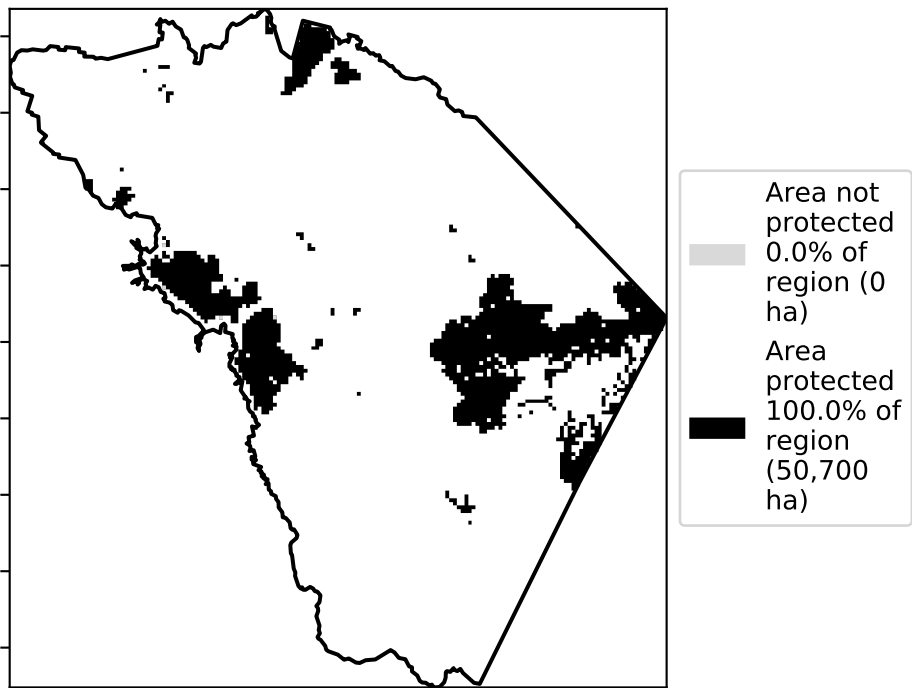 Area not
protected
0.0% of
region (0
ha)
Area
protected
100.0% of
region
(50,700
ha)